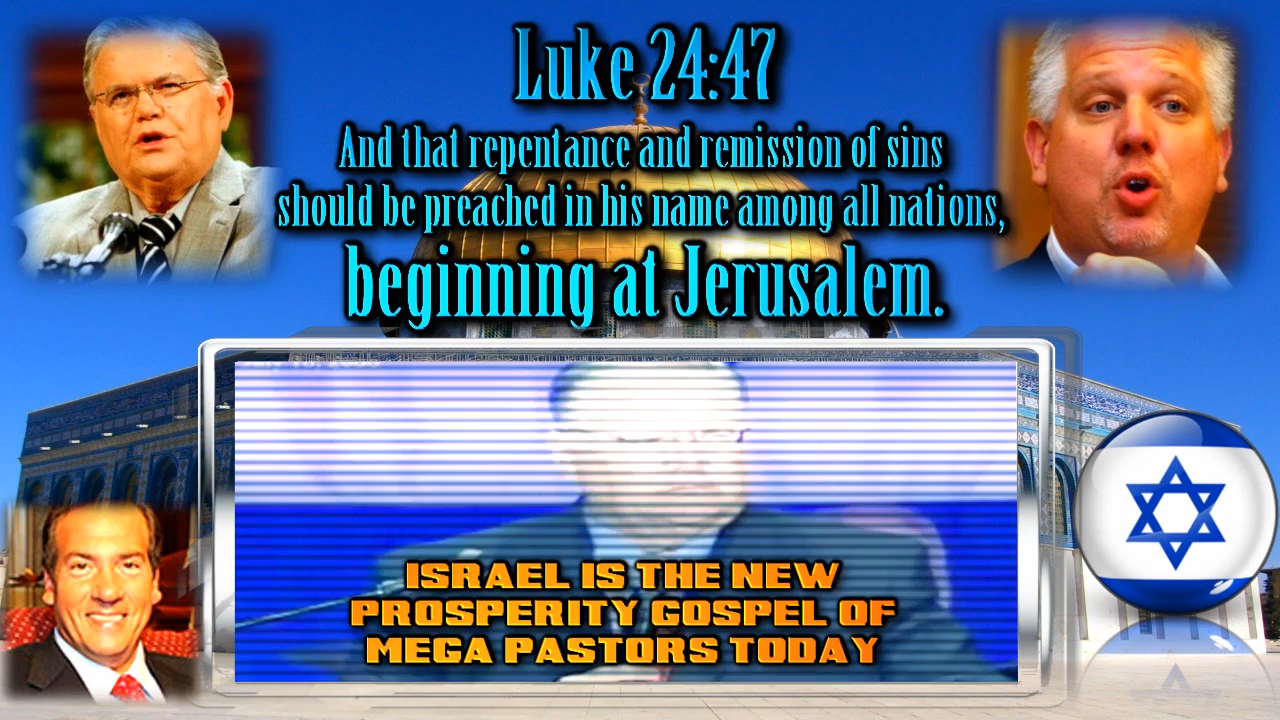 Luke 24:47
And that repentance and remission of sins
should be preached in his name among all nations,
beginning at Jerusalem.
ISRAEL IS THE NEW
PROSPERITY GOSPEL OF
MEGA PASTORS TODAY